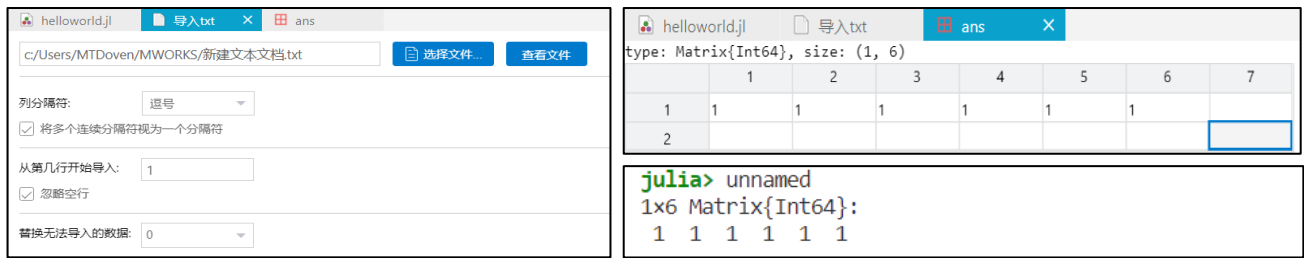 helloworld.jl 导入txt ans
c:/Users/MTDoven/MWORKS/新建文本文档.txt 选择文件... 查看文件
列分隔符: 逗号
将多个连续分隔符视为一个分隔符
从第几行开始导入: 1
忽略空行
替换无法导入的数据: 0
helloworld.jl 导入txt ans
type: Matrix{Int64}, size: (1, 6)
1 2 3 4 5 6 7
1 1 1 1 1 1 1
2
julia> unnamed
1×6 Matrix{Int64}:
1 1 1 1 1 1